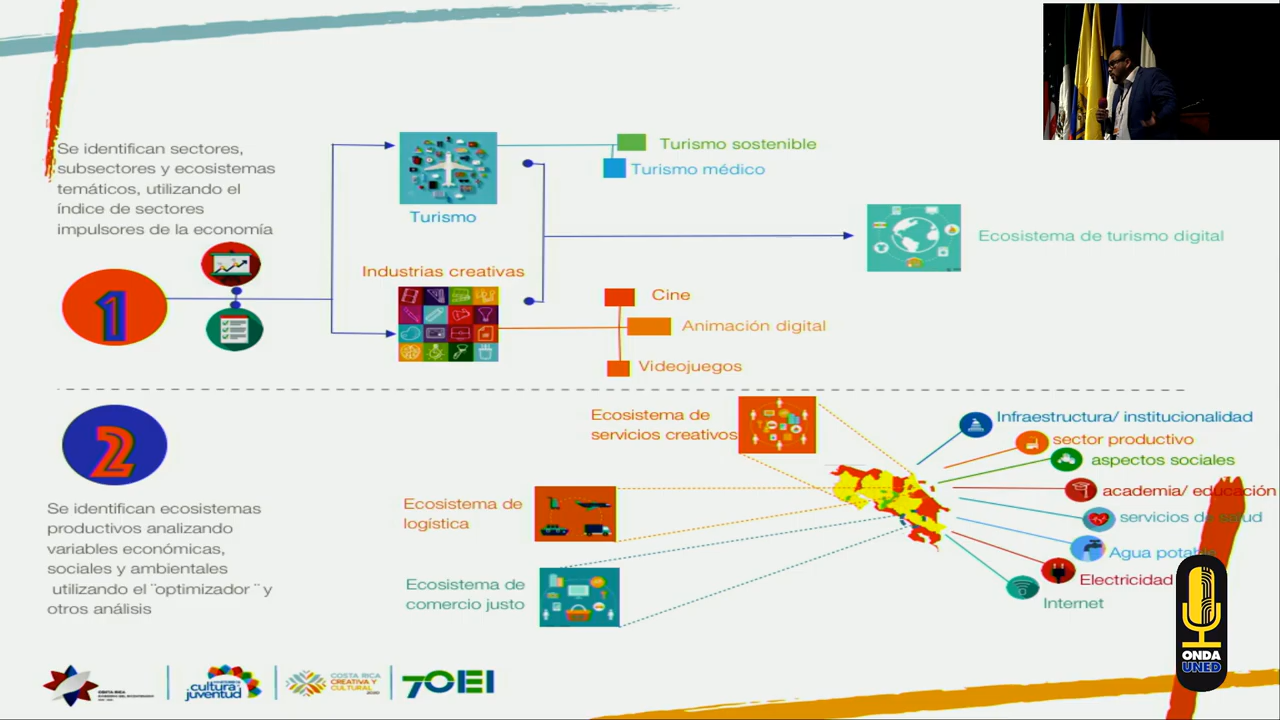 Se identifican sectores,
subsectores y ecosistemas
temáticos, utilizando el
índice de sectores
impulsores de la economía
1
Turismo
Turismo sostenible
Turismo médico
Industrias creativas
Cine
Animación digital
Videojuegos
Ecosistema de turismo digital
2
Se identifican ecosistemas
productivos analizando
variables económicas,
sociales y ambientales
utilizando el ¨optimizador¨ y
otros análisis
Ecosistema de
servicios creativos
Ecosistema de
logística
Ecosistema de
comercio justo
Infraestructura/ institucionalidad
sector productivo
aspectos sociales
academia/ educación
servicios de salud
Agua potable
Electricidad
Internet
COSTA RICA
cultura
juventud
COSTA RICA
CREATIVA Y
CULTURAL
2030
7OEI
ONDA
UNED